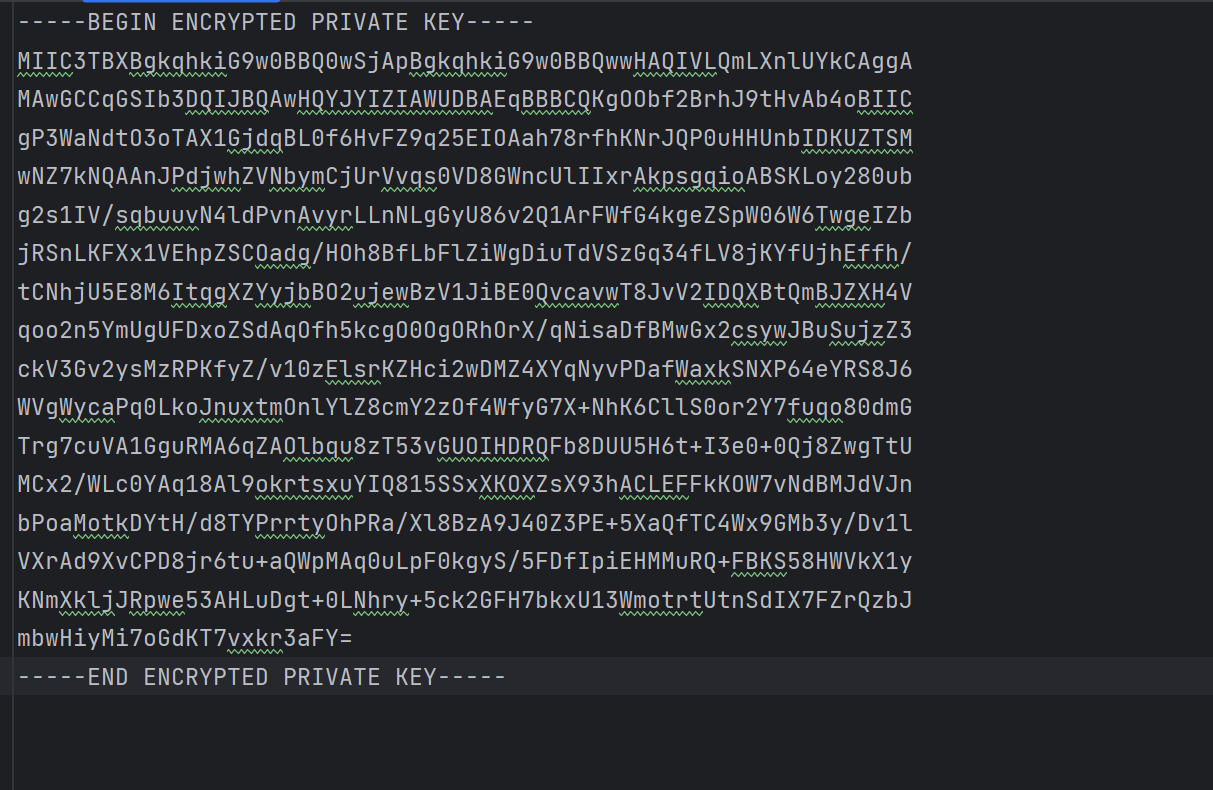 -----BEGIN ENCRYPTED PRIVATE KEY-----
MIIC3TBXBgkqhkiG9w0BBQ0wSjApBgkqhkiG9w0BBQwwHAQIVLQmLXnlUYkCAggA
MAwGCCqGSIb3DQIJBQAwHQYJYIZIAWUDBAEqBBBCQKgOObf2BrhJ9tHvAb4oBIIC
gP3WaNdtO3oTAX1GjdqBL0f6HvFZ9q25EIOAah78rfhKNrJQP0uHHUnbIDKUZTSM
wNZ7kNQAAnJPdjwhZVNbymCjUrVvqs0VD8GWncUlIIxrAkpsgqioABSKLoy280ub
g2s1IV/sqbuuvN4ldPvnAvyrLLnNLgGyU86v2Q1ArFWfG4kgeZSpW06W6TwgeIZb
jRSnLKFXx1VEhpZSCOadg/HOh8BfLbFlZiWgDiuTdVSzGq34fLV8jKYfUjhEffh/
tCNhjU5E8M6ItqgXZYyjbBO2ujewBzV1JiBE0QvcavwT8JvV2IDQXBtQmBJZXH4V
qoo2n5YmUgUFDxoZSdAqOfh5kcgO0OgORhOrX/qNisaDfBMwGx2csywJBuSujzZ3
ckV3Gv2ysMzRPKfyZ/v10zElsrKZHci2wDMZ4XYqNyvPDafWaxkSNXP64eYRS8J6
WVgWycaPq0LkoJnuxtmOnlYlZ8cmY2zOf4WfyG7X+NhK6CllS0or2Y7fuqo80dmG
Trg7cuVA1GguRMA6qZAOlbqu8zT53vGUOIHDRQFb8DUU5H6t+I3e0+0Qj8ZwgTtU
MCx2/WLc0YAq18Al9okrtsxuYIQ815SSxXKOXZsX93hACLEFFkKOW7vNdBMJdVJn
bPoaMotkDYtH/d8TYPrrtyOhPRa/Xl8BzA9J40Z3PE+5XaQfTC4Wx9GMb3y/Dv1l
VXrAd9XvCPD8jr6tu+aQWpMAq0uLpF0kgyS/5FDfIpiEHMMuRQ+FBKS58HWVkX1y
KNmXkljJRpwe53AHLuDgt+0LNhry+5ck2GFH7bkxU13WmotrtUtnSdIX7FZrQzbJ
mbwHiyMi7oGdKT7vxkr3aFY=
-----END ENCRYPTED PRIVATE KEY-----